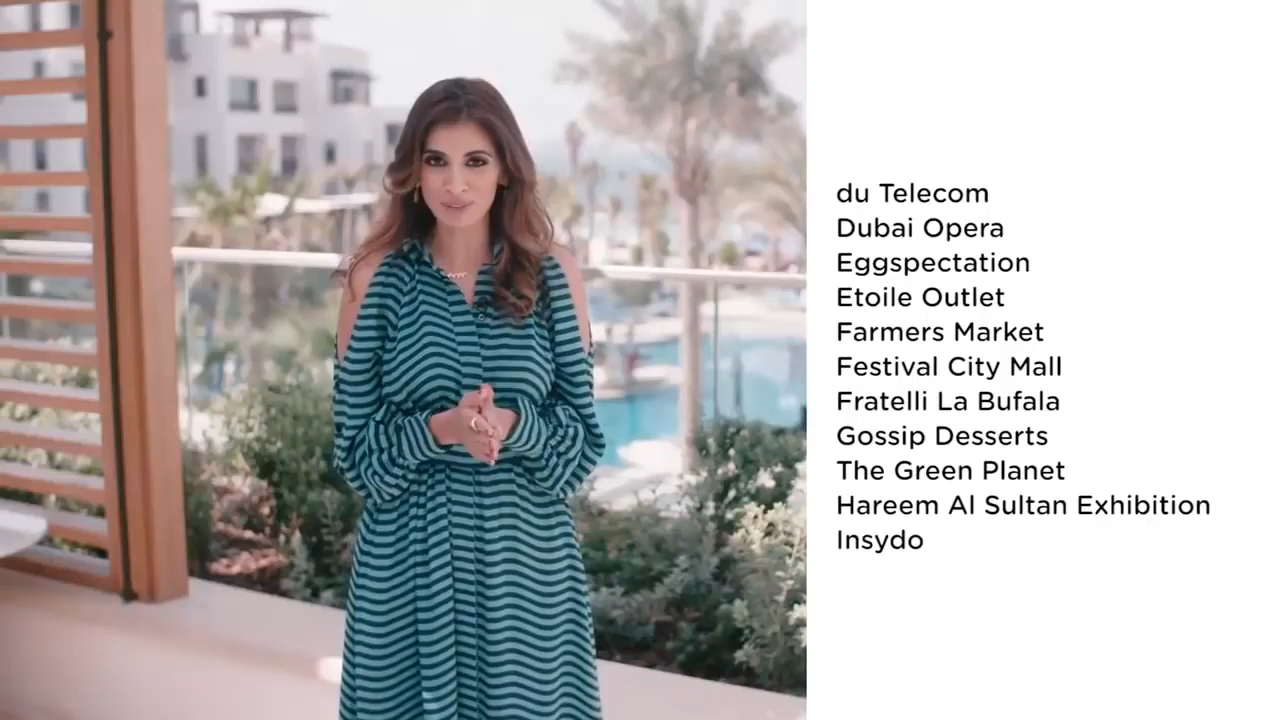 du Telecom
Dubai Opera
Eggspectation
Etoile Outlet
Farmers Market
Festival City Mall
Fratelli La Bufala
Gossip Desserts
The Green Planet
Hareem Al Sultan Exhibition
Insydo